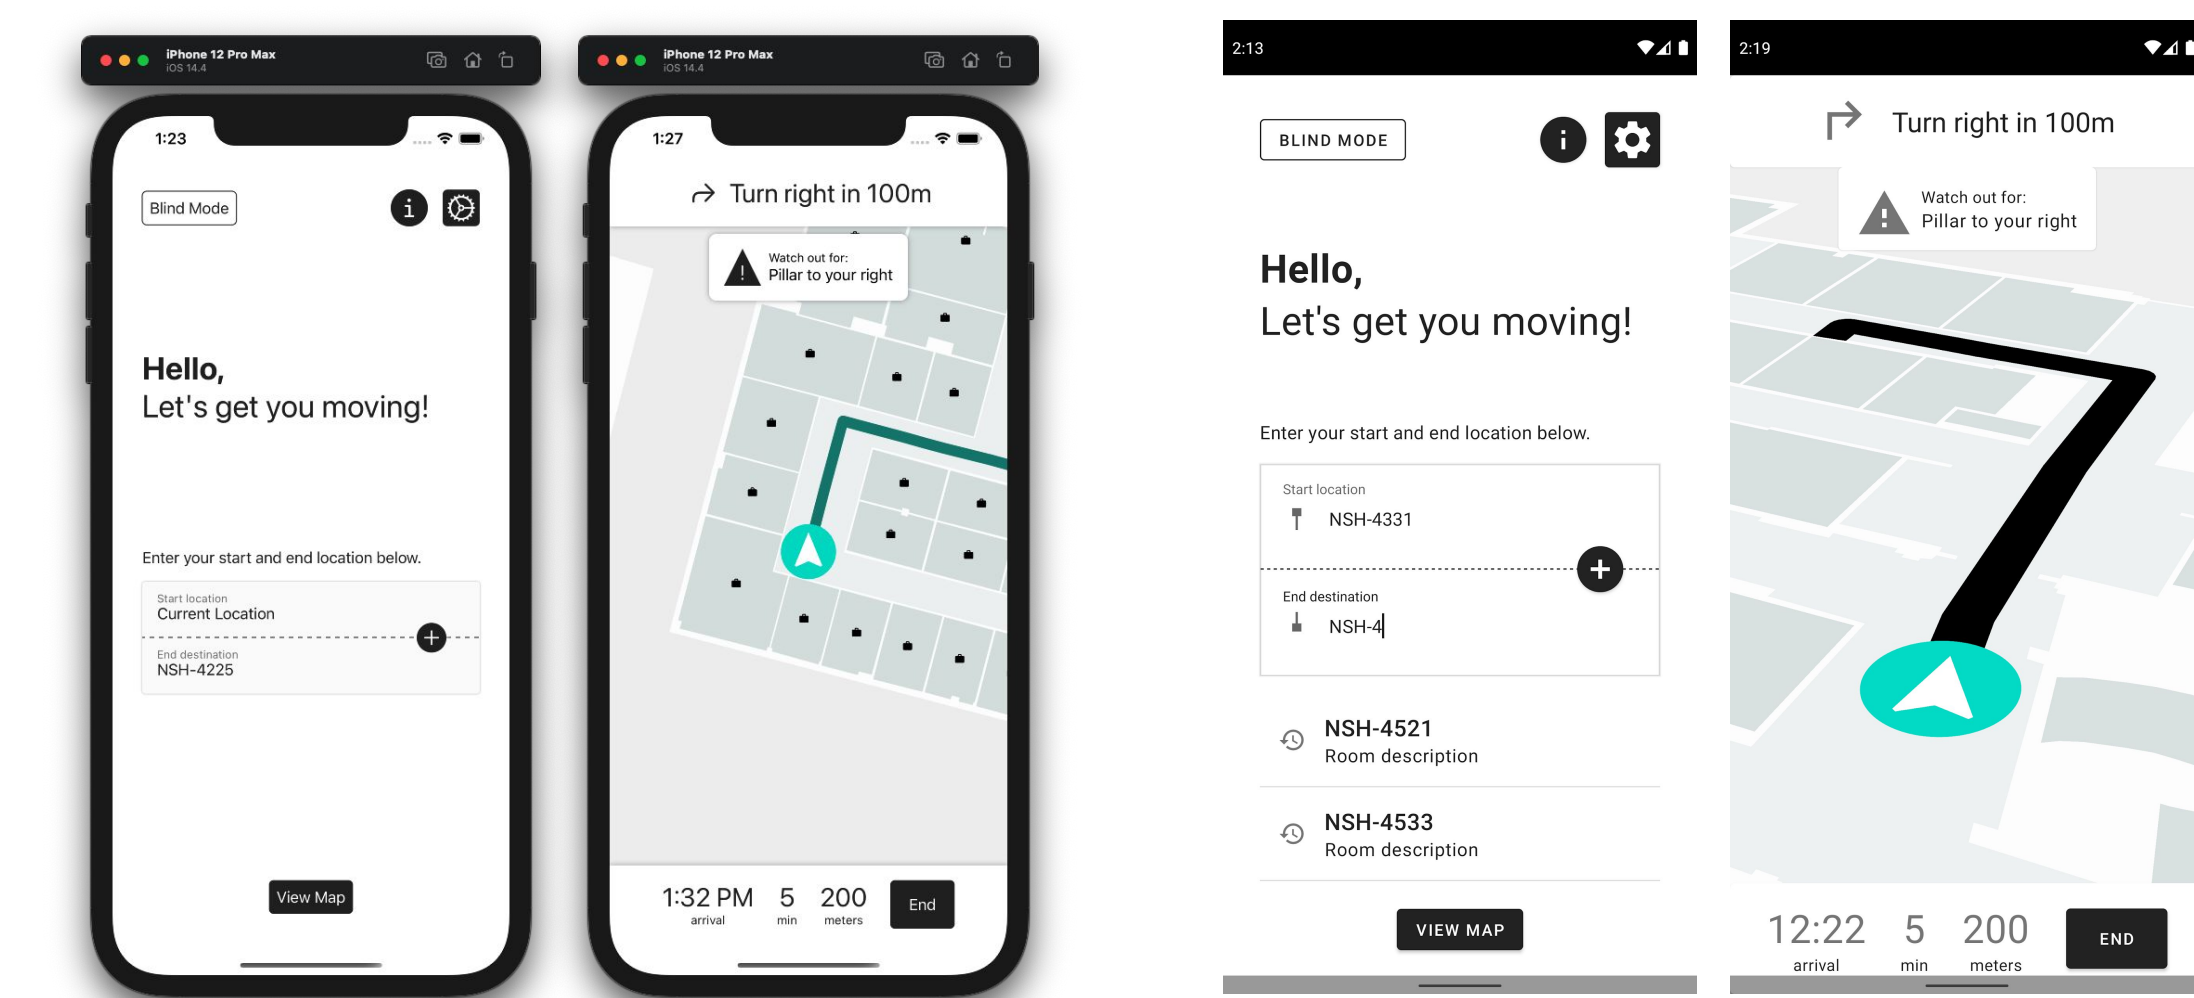 iPhone 12 Pro Max
iOS 14.4
1:23
Blind Mode
i
Hello,
Let's get you moving!
Enter your start and end location below.
Start location
Current Location
+
End destination
NSH-4225
View Map
iPhone 12 Pro Max
iOS 14.4
1:27
Turn right in 100m
!
Watch out for:
Pillar to your right
1:32 PM 5 200
arrival min meters
End
2:13
BLIND MODE
i
Hello,
Let's get you moving!
Enter your start and end location below.
Start location
NSH-4331
+
End destination
NSH-4
NSH-4521
Room description
NSH-4533
Room description
VIEW MAP
2:19
Turn right in 100m
!
Watch out for:
Pillar to your right
12:22 5 200
arrival min meters
END